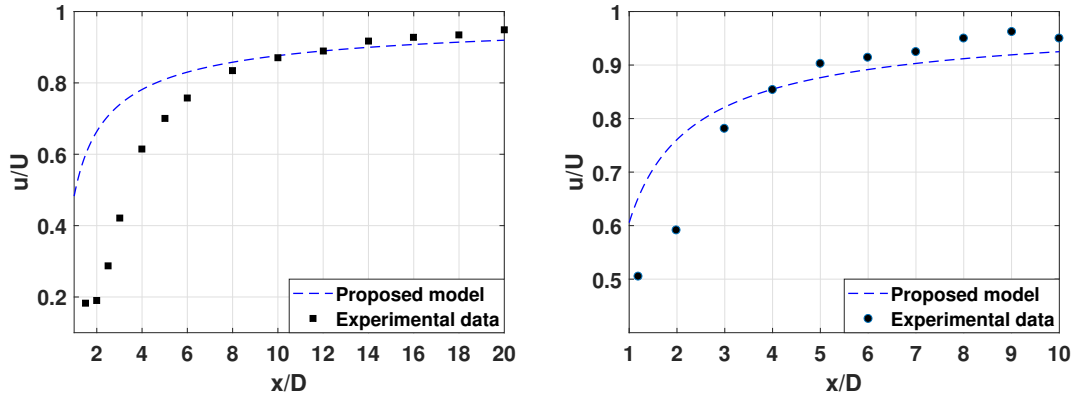 1
0.8
0.6
0.4
0.2
u/U
2 4 6 8 10 12 14 16 18 20
x/D
Proposed model
Experimental data
1
0.9
0.8
0.7
0.6
0.5
u/U
1 2 3 4 5 6 7 8 9 10
x/D
Proposed model
Experimental data